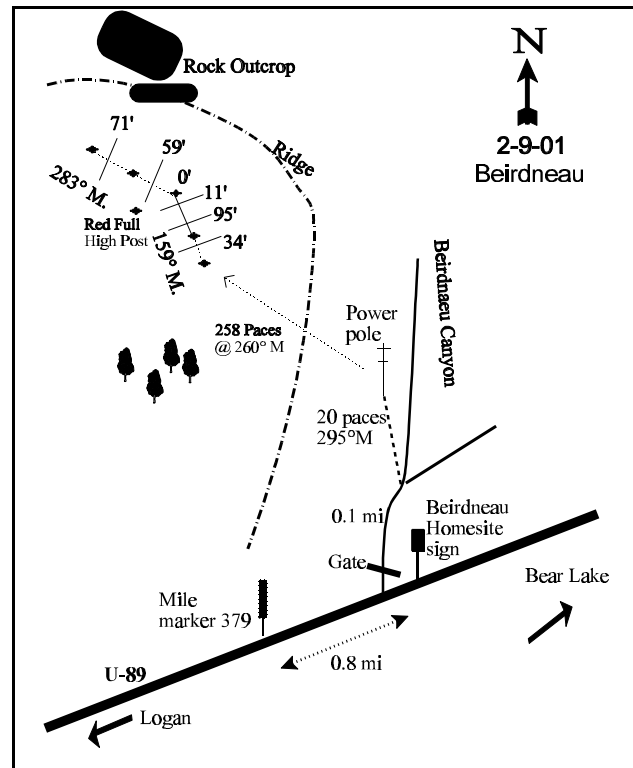 Rock Outcrop
N
2-9-01
Beirdneau
Ridge
71'
59'
0'
11'
95'
34'
283° M.
Red Full
High Post
159° M.
Beirdnaeu Canyon
Power
pole
258 Paces
@ 260° M
20 paces
295°M
0.1 mi
Beirdneau
Homesite
sign
Gate
Mile
marker 379
Bear Lake
0.8 mi
U-89
Logan